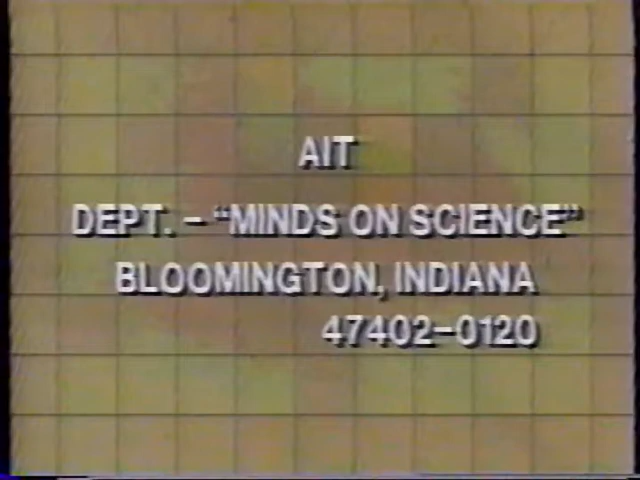 AIT
DEPT. – “MINDS ON SCIENCE”
BLOOMINGTON, INDIANA
47402–0120